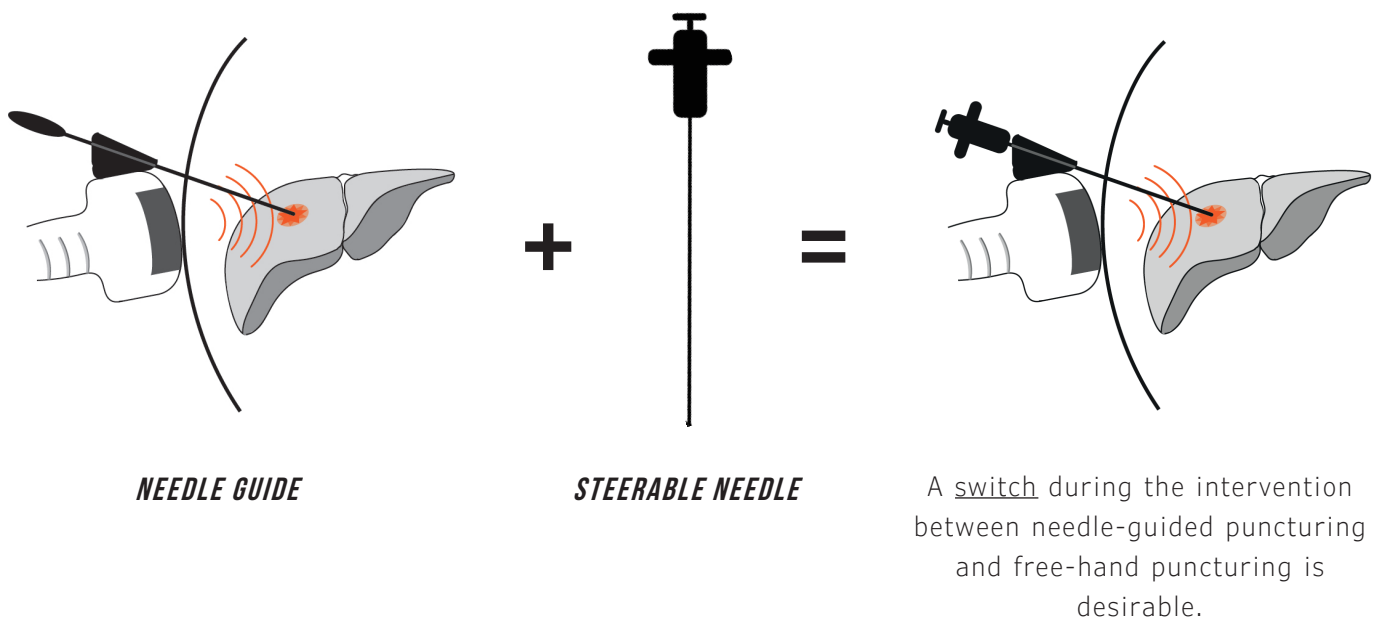 +
=
NEEDLE GUIDE
STEERABLE NEEDLE
A switch during the intervention
between needle-guided puncturing
and free-hand puncturing is
desirable.